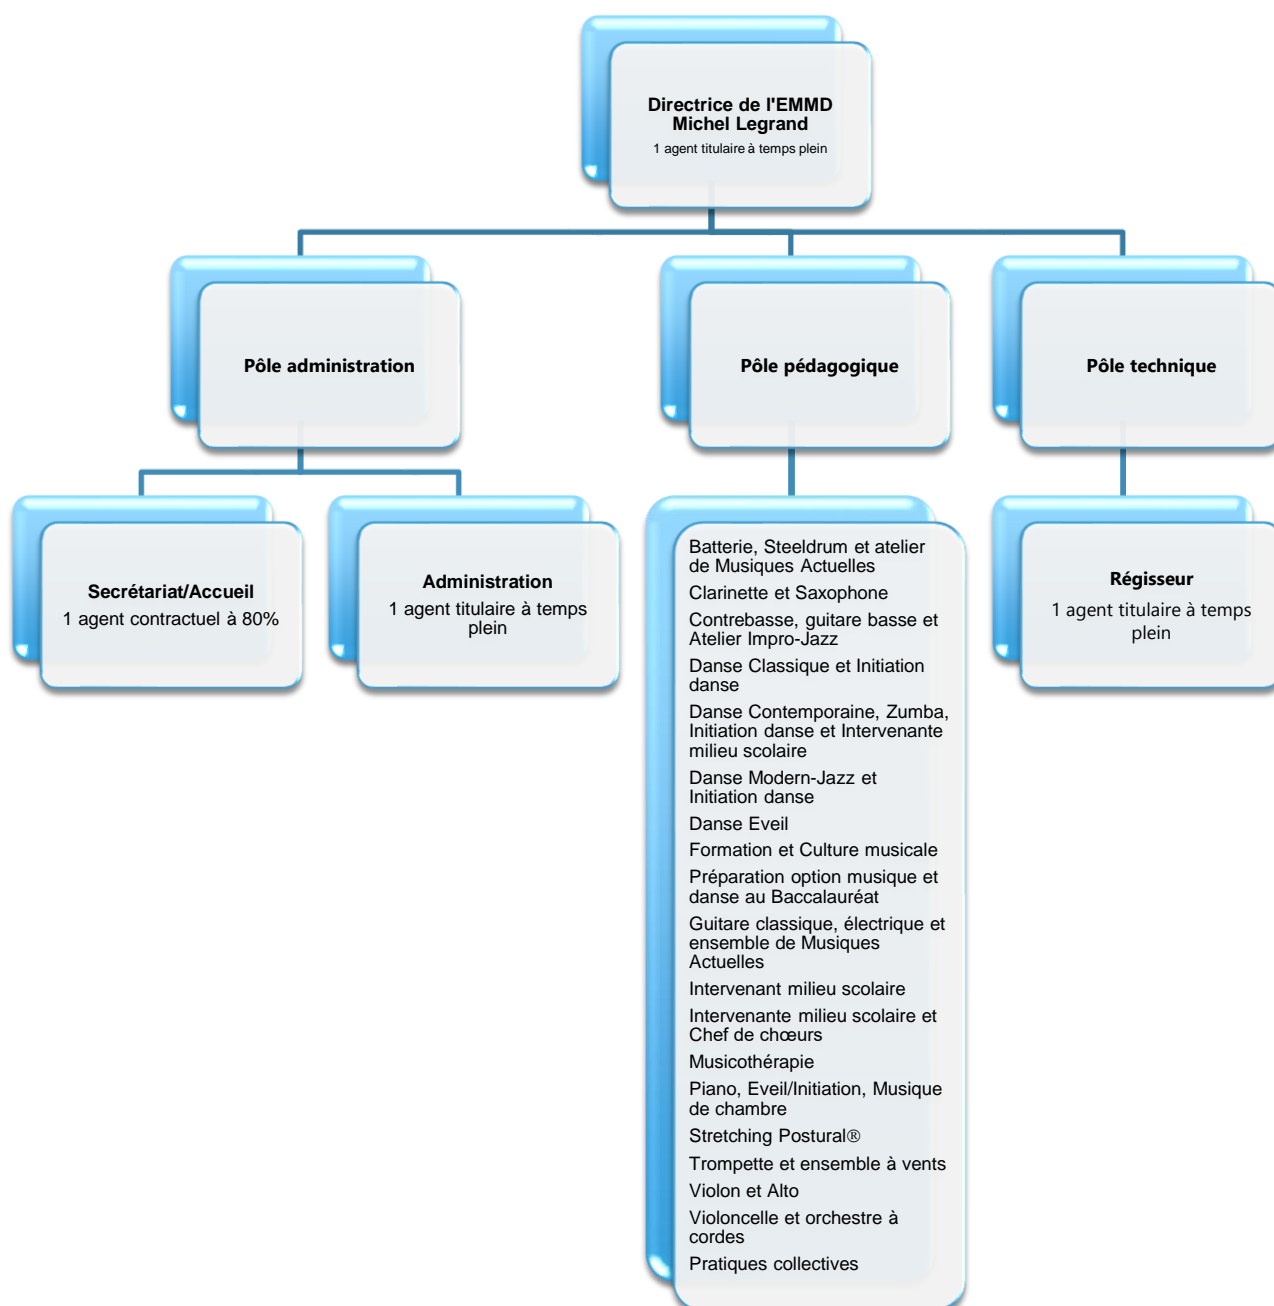 Directrice de l'EMMD
Michel Legrand
1 agent titulaire à temps plein
Pôle administration
Pôle pédagogique
Pôle technique
Secrétariat/Accueil
1 agent contractuel à 80%
Administration
1 agent titulaire à temps
plein
Batterie, Steeldrum et atelier
de Musiques Actuelles
Clarinette et Saxophone
Contrebasse, guitare basse et
Atelier Impro-Jazz
Danse Classique et Initiation
danse
Danse Contemporaine, Zumba,
Initiation danse et Intervenante
milieu scolaire
Danse Modern-Jazz et
Initiation danse
Danse Eveil
Formation et Culture musicale
Préparation option musique et
danse au Baccalauréat
Guitare classique, électrique et
ensemble de Musiques
Actuelles
Intervenant milieu scolaire
Intervenante milieu scolaire et
Chef de chœurs
Musicothérapie
Piano, Eveil/Initiation, Musique
de chambre
Stretching Postural®
Trompette et ensemble à vents
Violon et Alto
Violoncelle et orchestre à
cordes
Pratiques collectives
Régisseur
1 agent titulaire à temps
plein